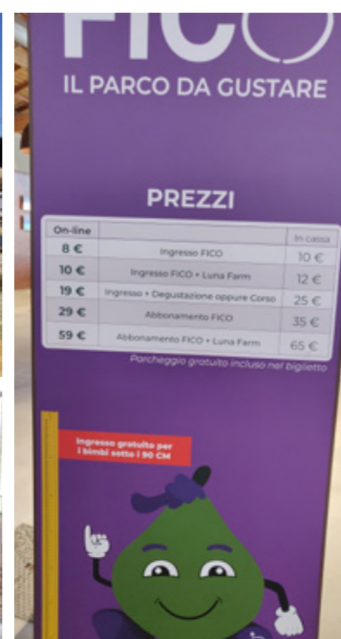 FICO
IL PARCO DA GUSTARE
PREZZI
On-line In cassa
8 € Ingresso FICO 10 €
10 € Ingresso FICO + Luna Farm 12 €
19 € Ingresso + Degustazione oppure Corso 25 €
29 € Abbonamento FICO 35 €
59 € Abbonamento FICO + Luna Farm 65 €
Parcheggio gratuito incluso nel biglietto
Ingresso gratuito per
i bimbi sotto i 90 CM